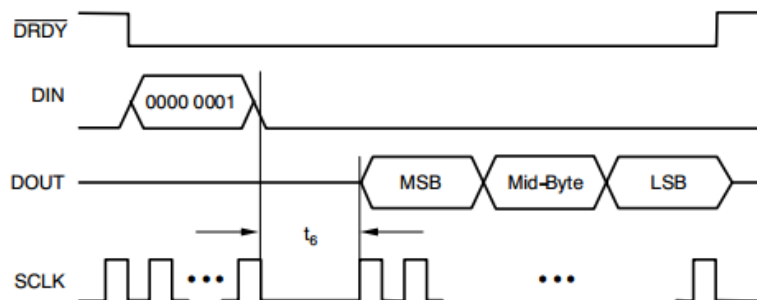 DRDY
DIN 0000 0001
DOUT MSB Mid-Byte LSB
t6
SCLK